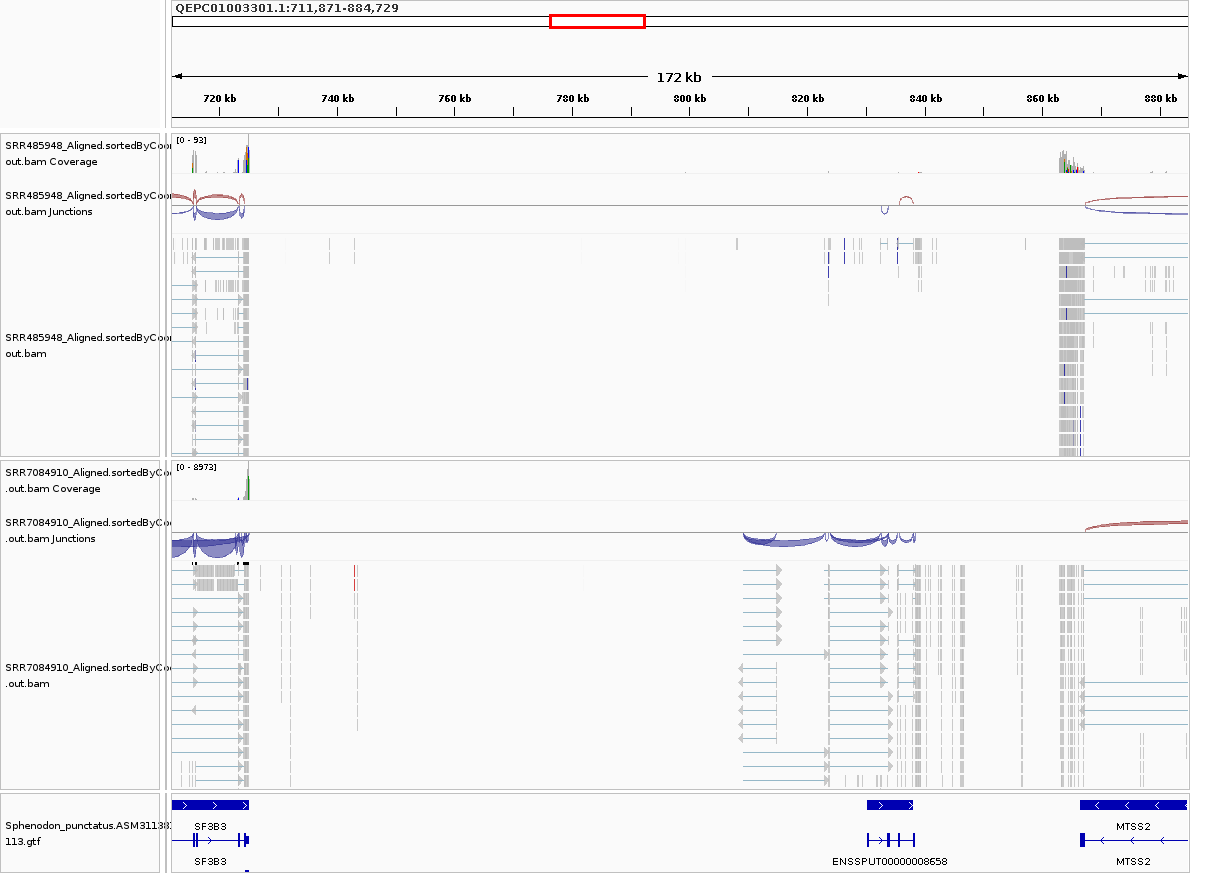 QEPC01003301.1:711,871-884,729
172 kb
720 kb 740 kb 760 kb 780 kb 800 kb 820 kb 840 kb 860 kb 880 kb
[0 - 93]
SRR485948_Aligned.sortedByCoo
out.bam Coverage
SRR485948_Aligned.sortedByCoo
out.bam Junctions
SRR485948_Aligned.sortedByCoo
out.bam
[0 - 8973]
SRR7084910_Aligned.sortedByCo
.out.bam Coverage
SRR7084910_Aligned.sortedByCo
.out.bam Junctions
SRR7084910_Aligned.sortedByCo
.out.bam
Sphenodon_punctatus.ASM31138
113.gtf
SF3B3 MTSS2
SF3B3 ENSSPUT00000008658 MTSS2